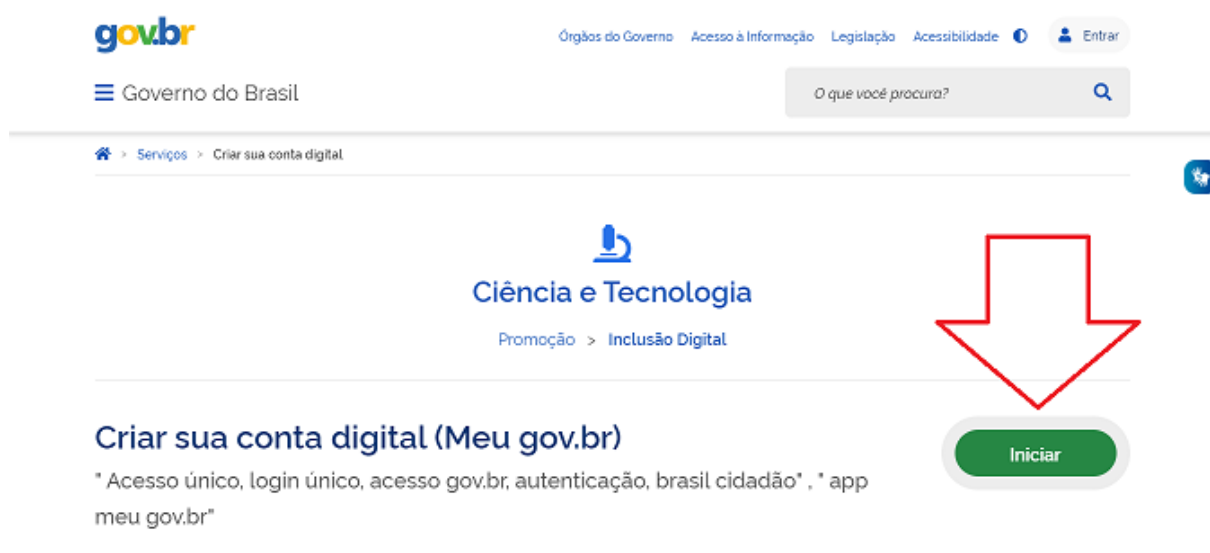 gov.br
Órgãos do Governo Acesso à Informação Legislação Acessibilidade Entrar
Governo do Brasil
O que você procura?
> Serviços > Criar sua conta digital
Ciência e Tecnologia
Promoção > Inclusão Digital
Criar sua conta digital (Meu gov.br)
Iniciar
" Acesso único, login único, acesso gov.br, autenticação, brasil cidadão" , " app
meu gov.br"